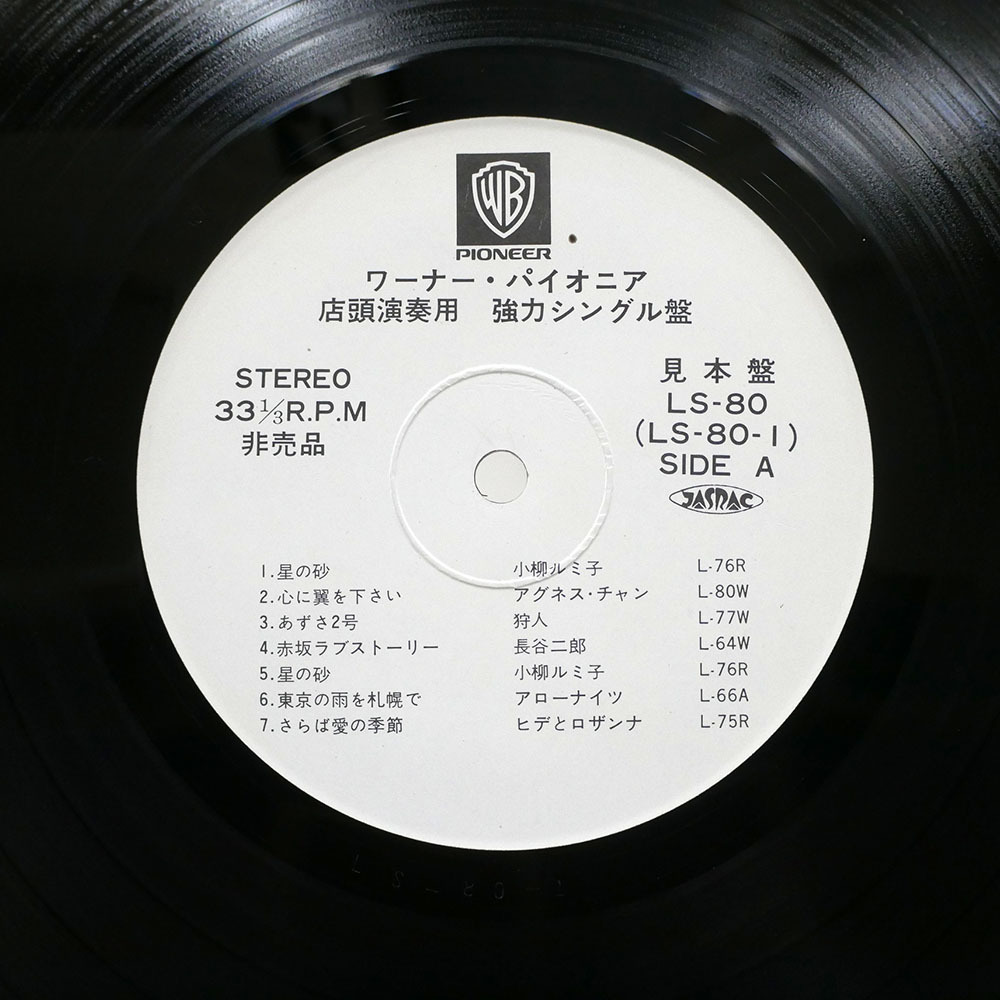 WB
PIONEER
ワーナー・パイオニア
店頭演奏用 強力シングル盤
STEREO
33 1/3 R.P.M
非売品
見本盤
LS-80
(LS-80-1)
SIDE A
JASRAC
1.星の砂 小柳ルミ子 L-76R
2.心に翼を下さい アグネス・チャン L-80W
3.あずさ2号 狩人 L-77W
4.赤坂ラブストーリー 長谷二郎 L-64W
5.星の砂 小柳ルミ子 L-76R
6.東京の雨を札幌で アローナイツ L-66A
7.さらば愛の季節 ヒデとロザンナ L-75R
LS-80-1